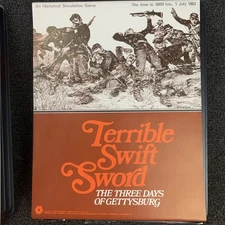 An Historical Simulation Game
The time is 0800 hrs, 1 July 1863
Terrible
Swift
Sword
THE THREE DAYS
OF GETTYSBURG